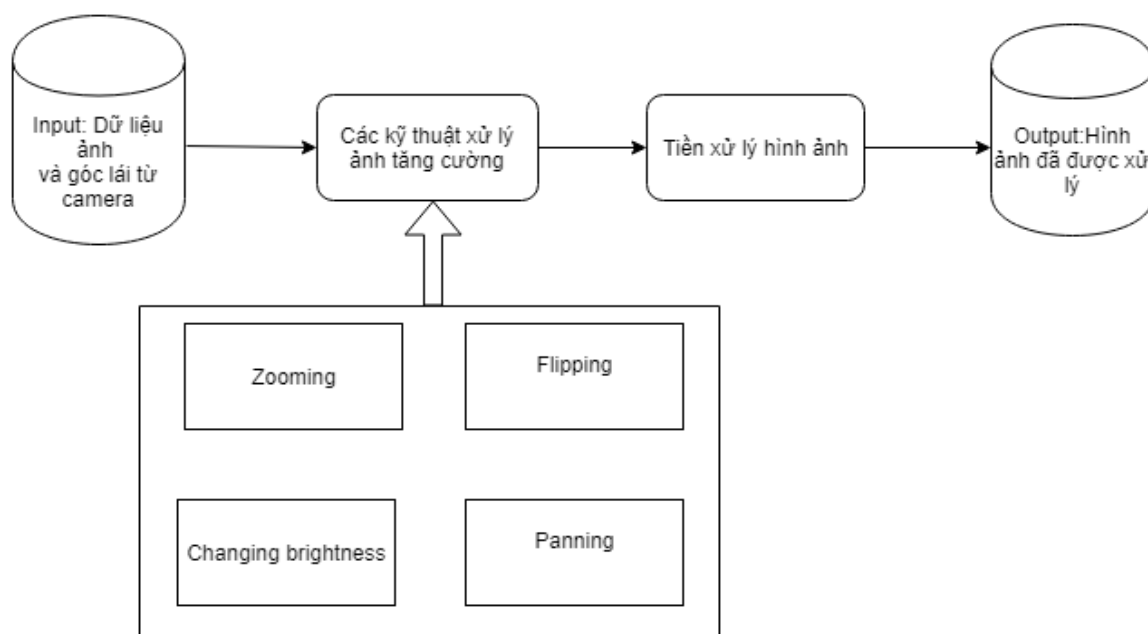 Input: Dữ liệu
ảnh
và góc lái từ
camera
Các kỹ thuật xử lý
ảnh tăng cường
Tiền xử lý hình ảnh
Output:Hình
ảnh đã được xử
lý
Zooming
Flipping
Changing brightness
Panning